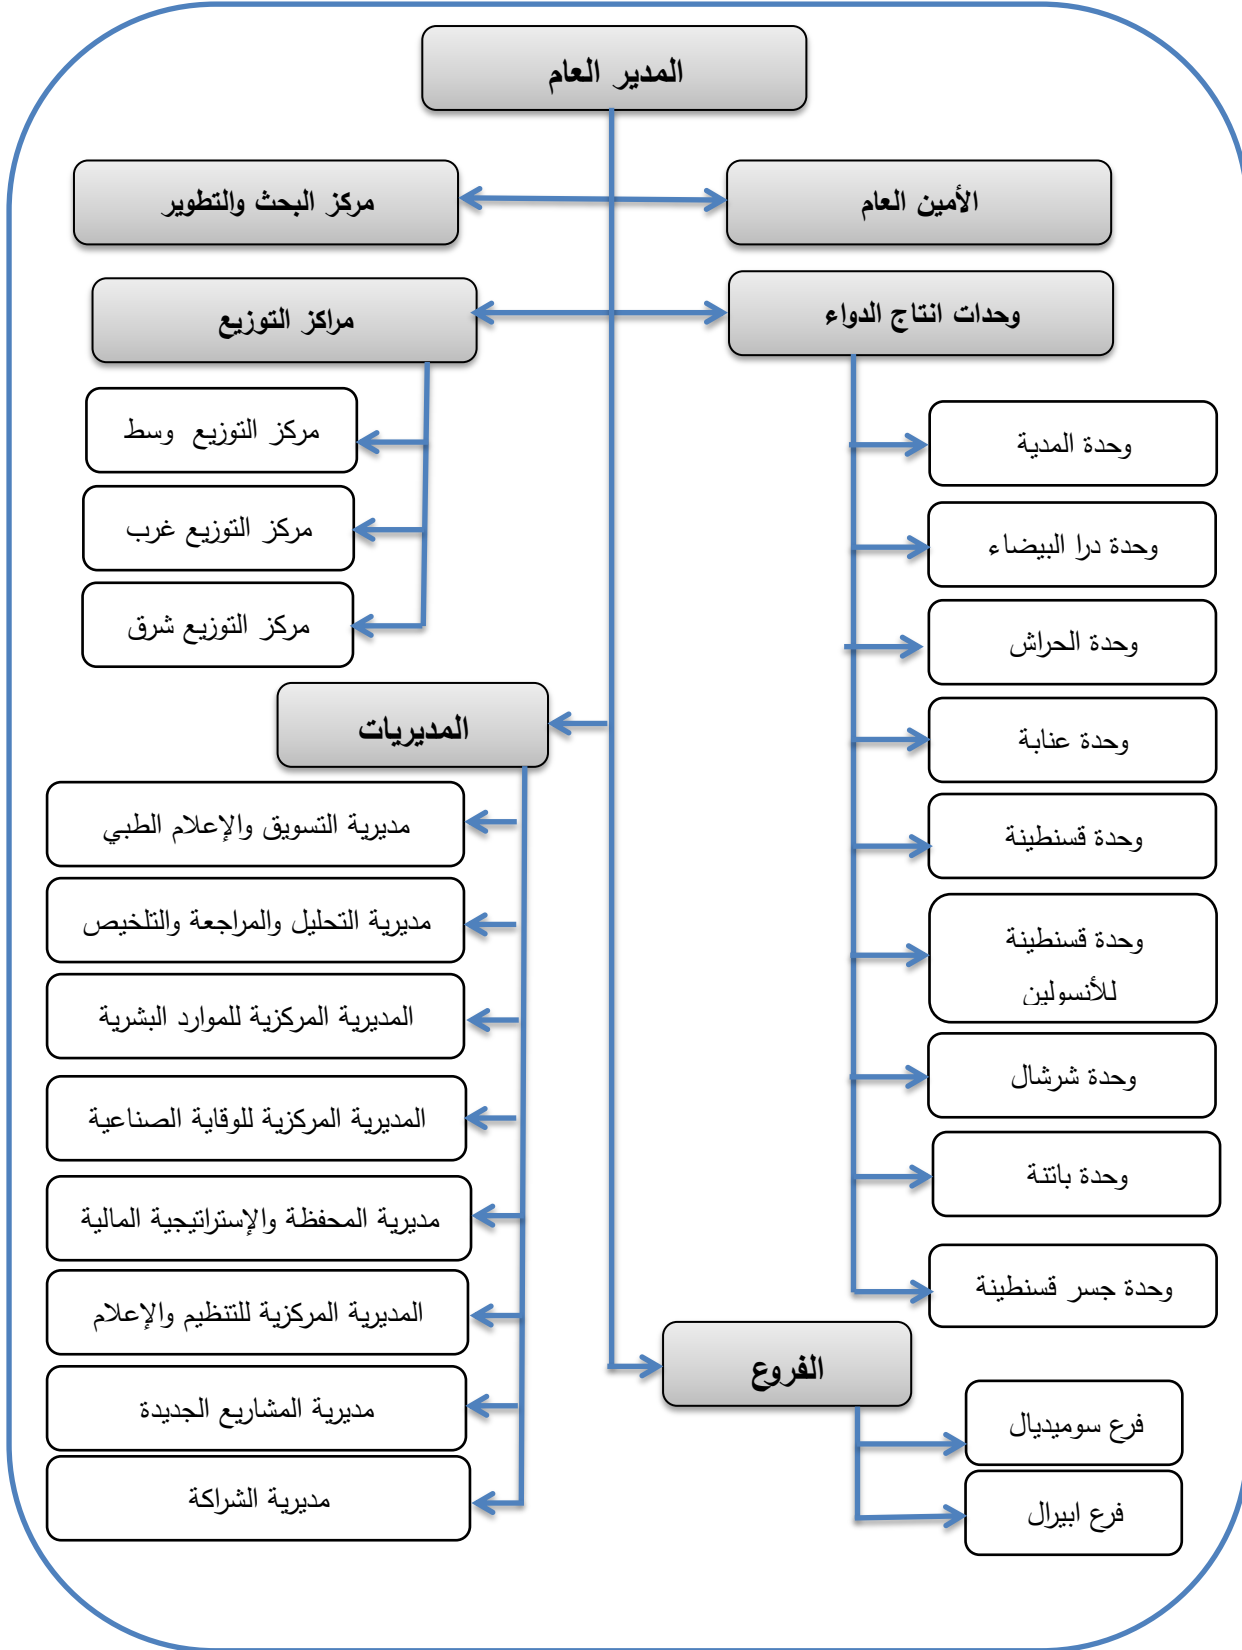 المدير العام
الأمين العام
مركز البحث والتطوير
وحدات انتاج الدواء
مراكز التوزيع
وحدة المدية
وحدة درا البيضاء
وحدة الحراش
وحدة عنابة
وحدة قسنطينة
وحدة قسنطينة
للأنسولين
وحدة شرشال
وحدة باتنة
وحدة جسر قسنطينة
مركز التوزيع وسط
مركز التوزيع غرب
مركز التوزيع شرق
المديريات
مديرية التسويق والإعلام الطبي
مديرية التحليل والمراجعة والتلخيص
المديرية المركزية للموارد البشرية
المديرية المركزية للوقاية الصناعية
مديرية المحفظة والإستراتيجية المالية
المديرية المركزية للتنظيم والإعلام
مديرية المشاريع الجديدة
مديرية الشراكة
الفروع
فرع سوميديال
فرع ابيرال